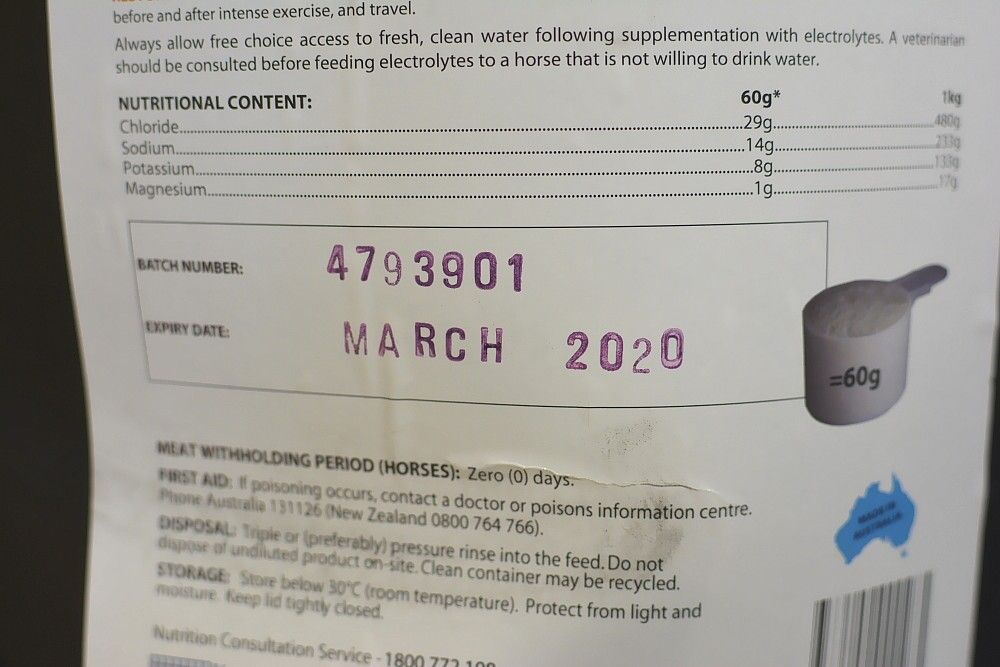 before and after intense exercise, and travel.
Always allow free choice access to fresh, clean water following supplementation with electrolytes. A veterinarian
should be consulted before feeding electrolytes to a horse that is not willing to drink water.
NUTRITIONAL CONTENT: 60g* 1kg
Chloride 29g 480g
Sodium 14g 233g
Potassium 8g 133g
Magnesium 1g 17g
BATCH NUMBER: 4793901
EXPIRY DATE: MARCH 2020
=60g
MEAT WITHHOLDING PERIOD (HORSES): Zero (0) days.
FIRST AID: If poisoning occurs, contact a doctor or poisons information centre.
Phone Australia 131126 (New Zealand 0800 764 766).
DISPOSAL: Triple or (preferably) pressure rinse into the feed. Do not
dispose of undiluted product on-site. Clean container may be recycled.
STORAGE: Store below 30°C (room temperature). Protect from light and
moisture. Keep lid tightly closed.
MADE IN
AUSTRALIA
Nutrition Consultation Service - 1800 772